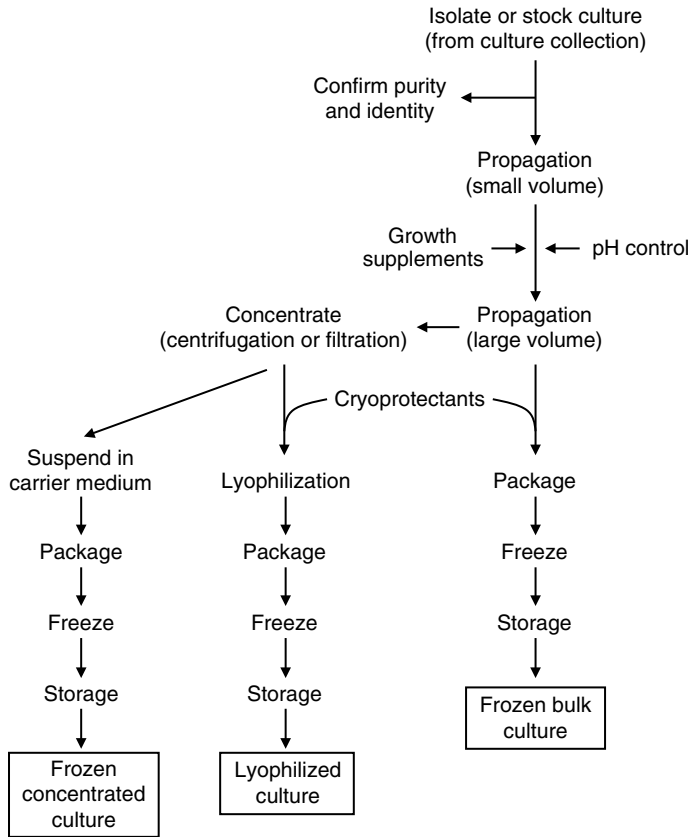 Isolate or stock culture
(from culture collection)
Confirm purity
and identity
Propagation
(small volume)
Growth
supplements
pH control
Concentrate
(centrifugation or filtration)
Propagation
(large volume)
Cryoprotectants
Suspend in
carrier medium
Lyophilization
Package
Package
Package
Freeze
Freeze
Freeze
Storage
Storage
Storage
Frozen bulk
culture
Frozen
concentrated
culture
Lyophilized
culture